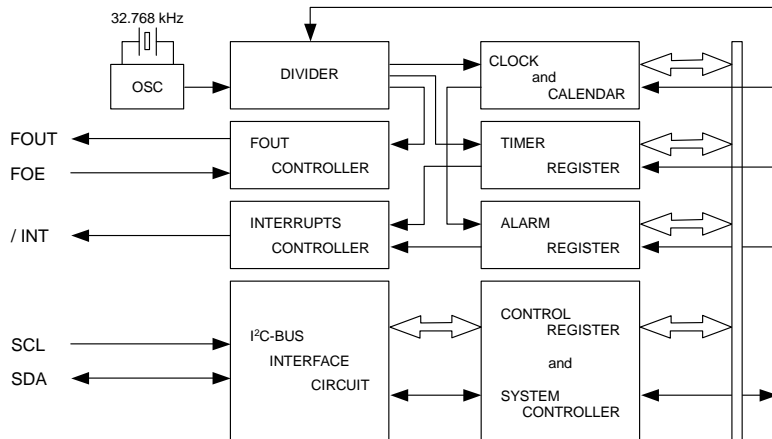 32.768 kHz
OSC
DIVIDER
CLOCK
and
CALENDAR
FOUT
FOE
FOUT
CONTROLLER
TIMER
REGISTER
/ INT
INTERRUPTS
CONTROLLER
ALARM
REGISTER
SCL
SDA
I²C-BUS
INTERFACE
CIRCUIT
CONTROL
REGISTER
and
SYSTEM
CONTROLLER